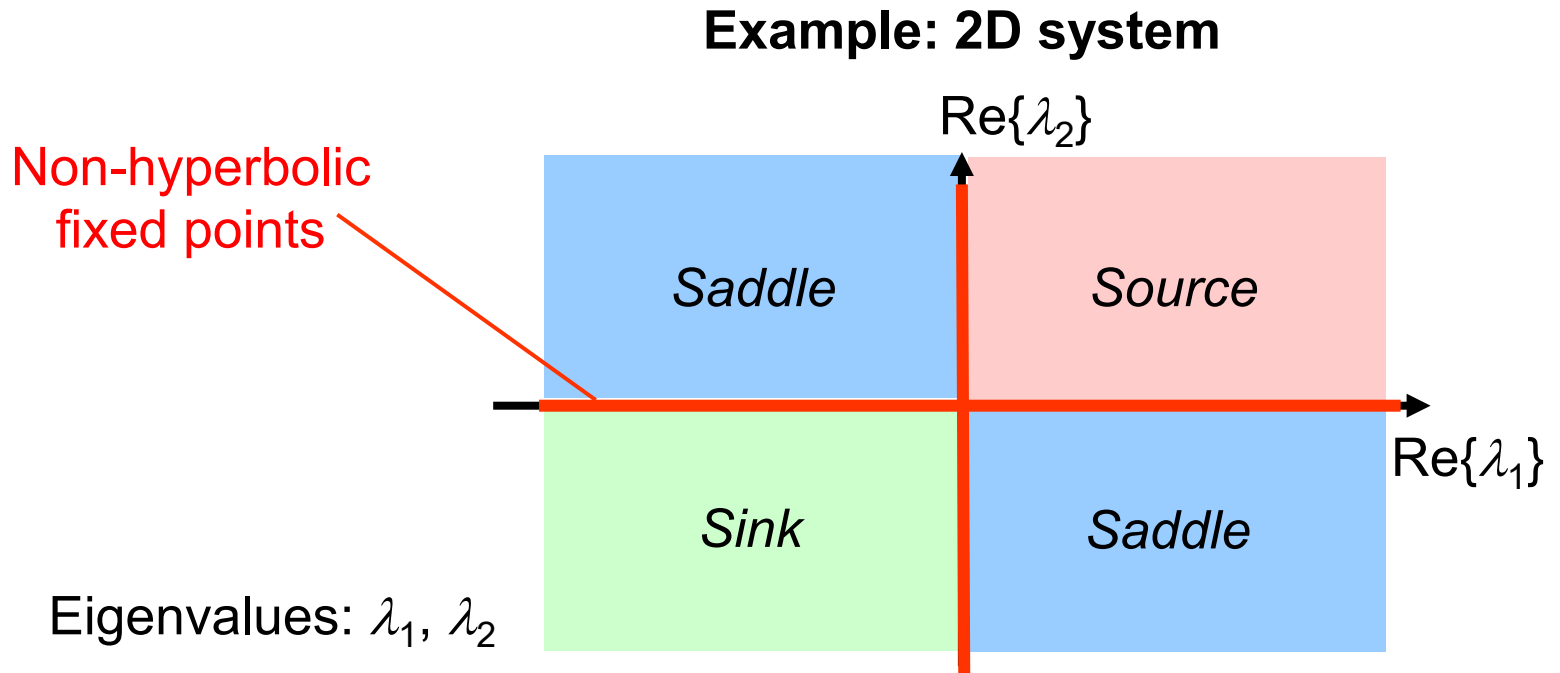 Example: 2D system
Re{λ₂}
Non-hyperbolic
fixed points
Saddle
Source
Re{λ₁}
Sink
Saddle
Eigenvalues: λ₁, λ₂